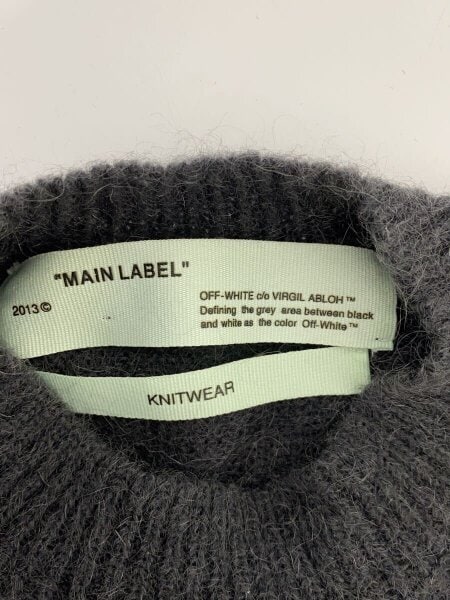 "MAIN LABEL"
2013©
OFF-WHITE c/o VIRGIL ABLOH™
Defining the grey area between black
and white as the color Off-White™
KNITWEAR